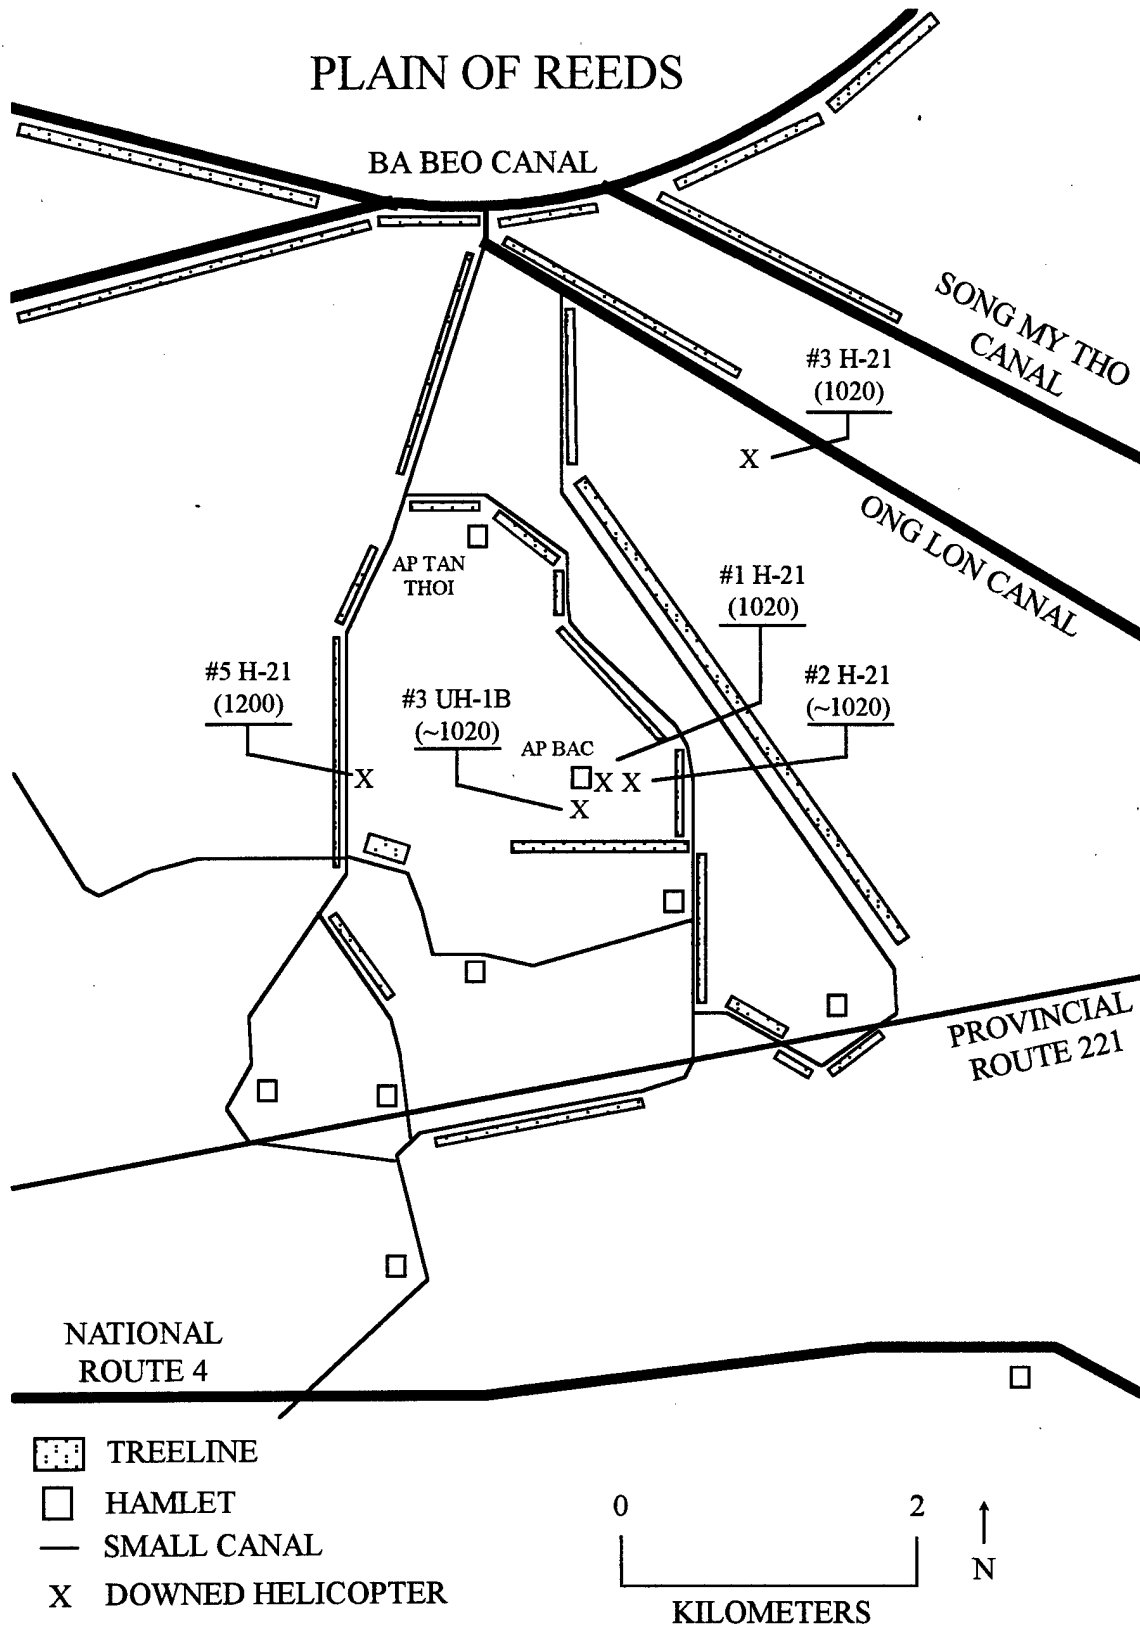 PLAIN OF REEDS
BA BEO CANAL
SONG MY THO
CANAL
#3 H-21
(1020)
X
ONG LON CANAL
AP TAN
THOI
#1 H-21
(1020)
#5 H-21
(1200)
#3 UH-1B
(~1020)
#2 H-21
(~1020)
AP BAC
X
X X
X
PROVINCIAL
ROUTE 221
NATIONAL
ROUTE 4
TREELINE
HAMLET
SMALL CANAL
X DOWNED HELICOPTER
0 2
N
KILOMETERS